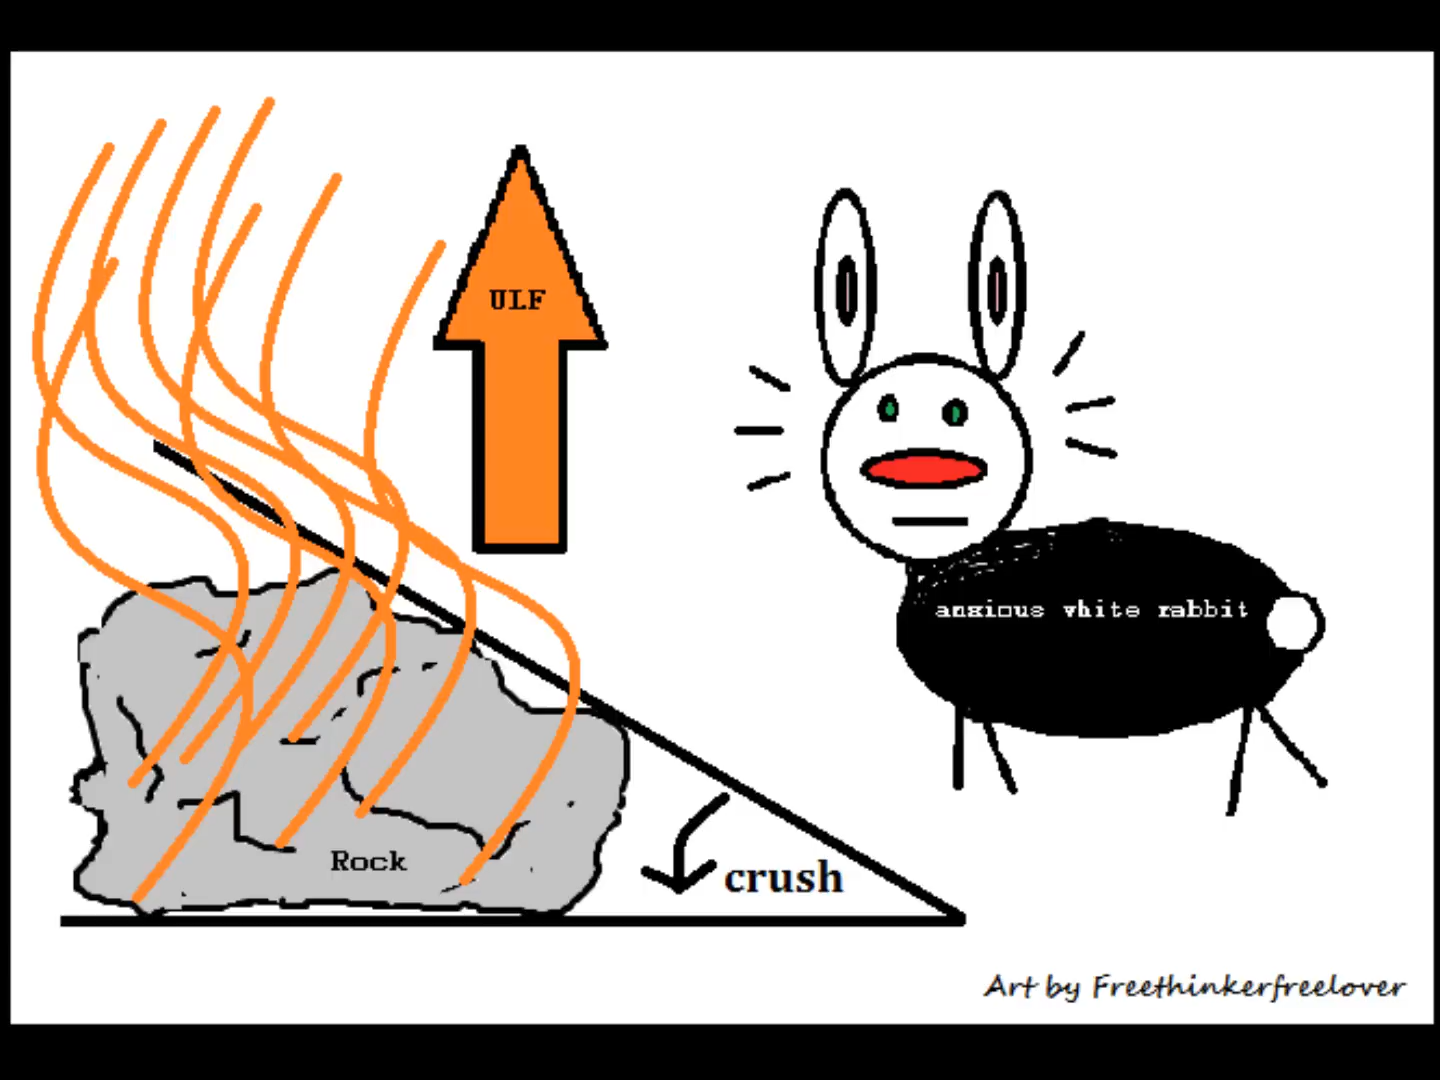 ULF
anxious white rabbit
Rock
crush
Art by Freethinkerfreelover